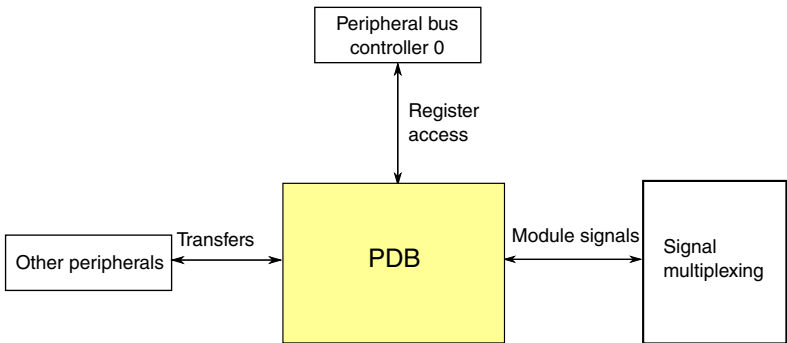 Peripheral bus
controller 0
Register
access
Transfers
Other peripherals
PDB
Module signals
Signal
multiplexing